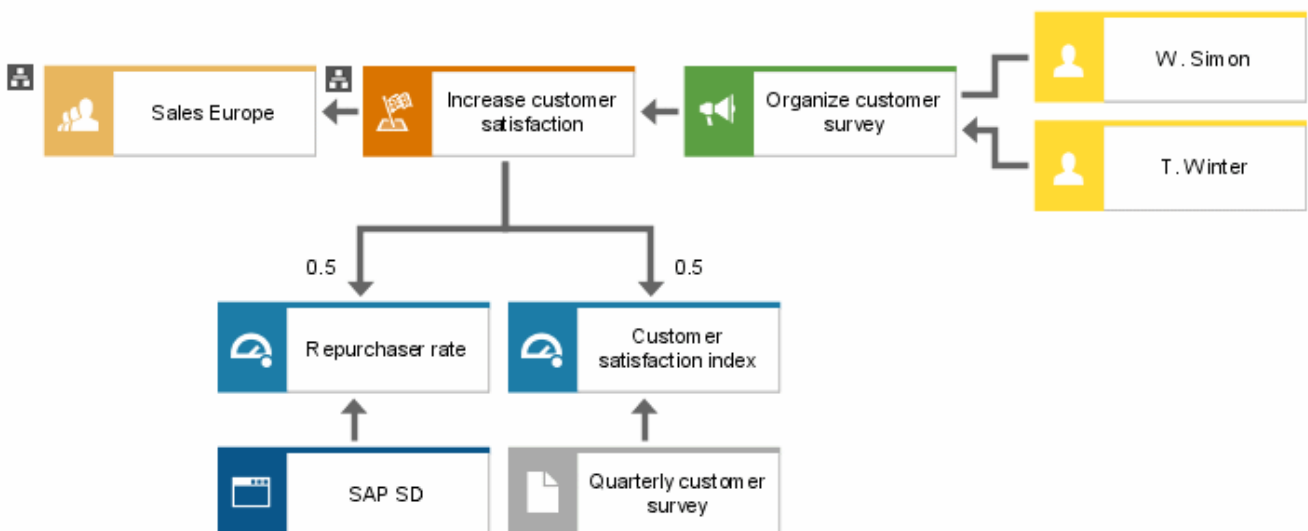 W. Simon
Sales Europe
Increase customer
satisfaction
Organize customer
survey
T. Winter
0.5
0.5
Repurchaser rate
Customer
satisfaction index
SAP SD
Quarterly customer
survey